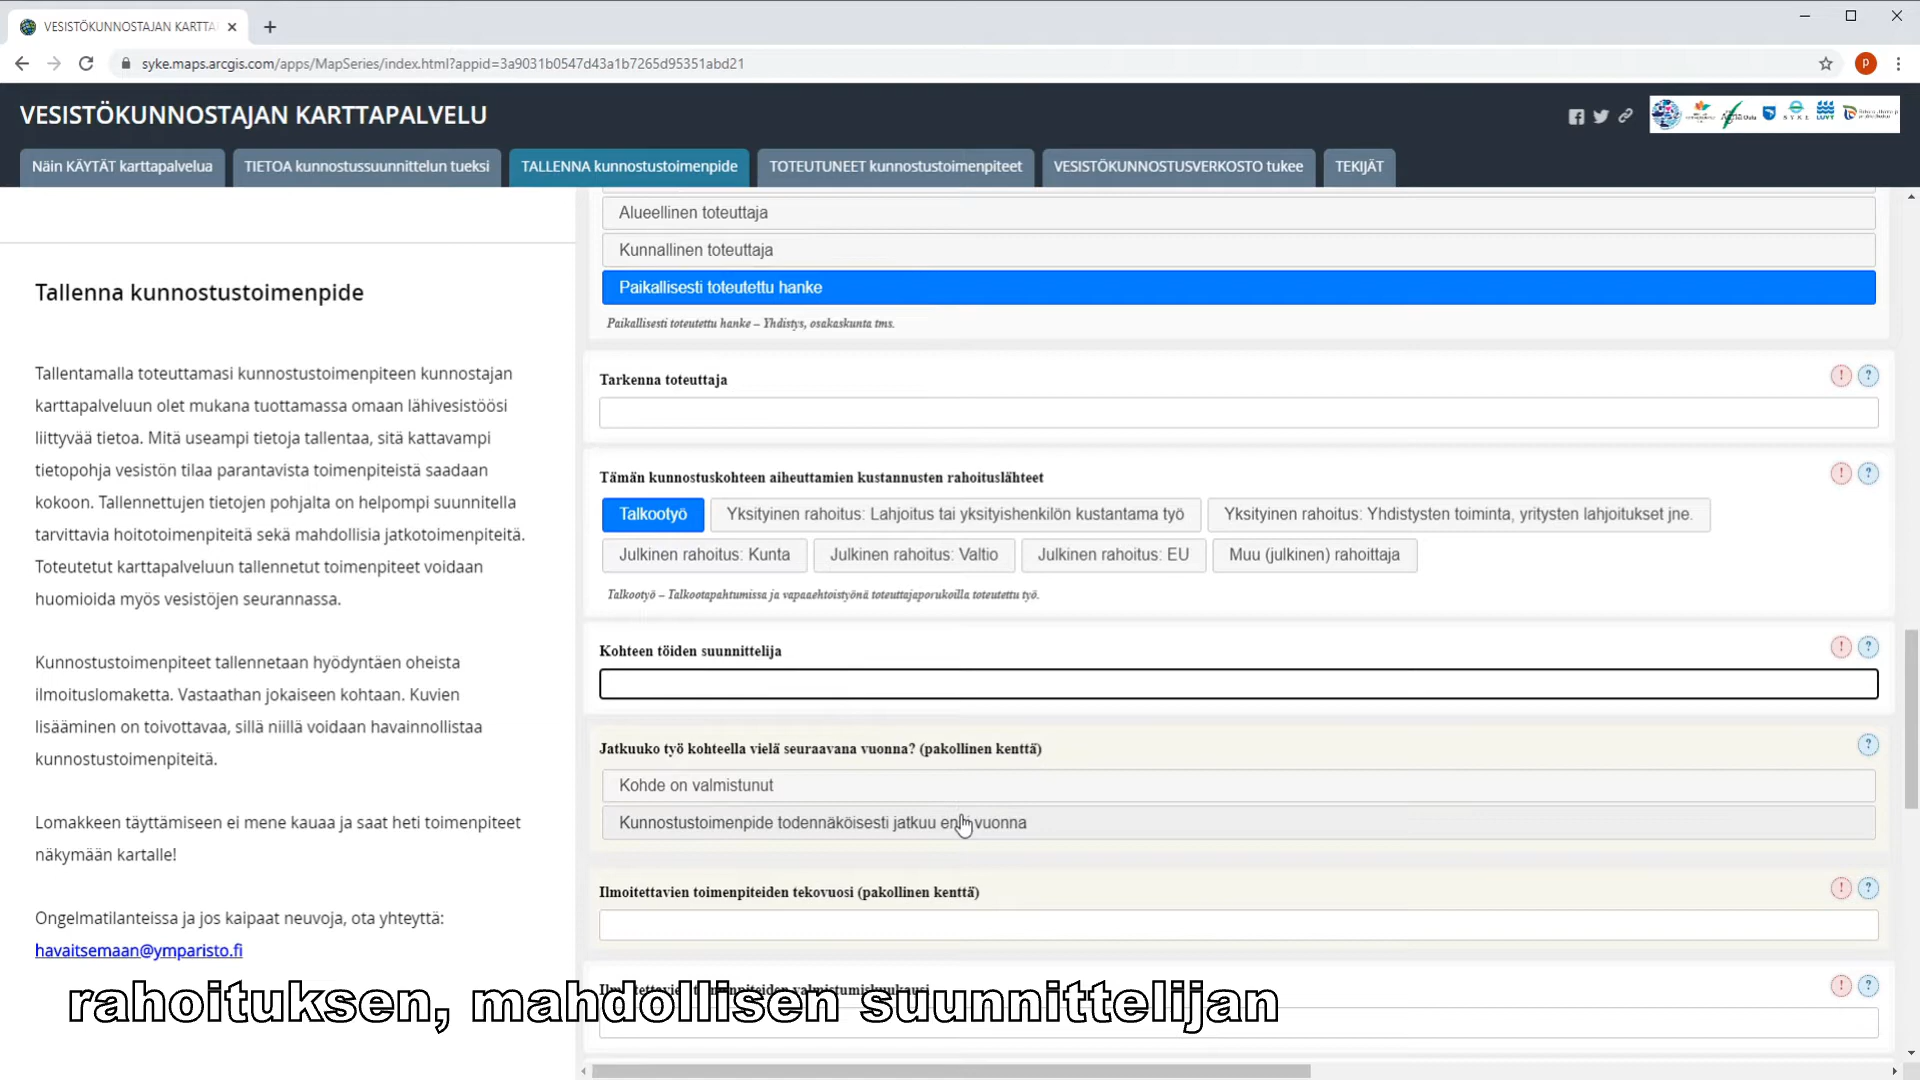 VESISTÖKUNNOSTAJAN KARTTA
syke.maps.arcgis.com/apps/MapSeries/index.html?appid=3a9031b0547d43a1b7265d95351abd21
P
VESISTÖKUNNOSTAJAN KARTTAPALVELU
SYKE
LUVY
Näin KÄYTÄT karttapalvelua
TIETOA kunnostussuunnittelun tueksi
TALLENNA kunnostustoimenpide
TOTEUTUNEET kunnostustoimenpiteet
VESISTÖKUNNOSTUSVERKOSTO tukee
TEKIJÄT
Tallenna kunnostustoimenpide
Tallentamalla toteuttamasi kunnostustoimenpiteen kunnostajan
karttapalveluun olet mukana tuottamassa omaan lähivesistöösi
liittyvää tietoa. Mitä useampi tietoja tallentaa, sitä kattavampi
tietopohja vesistön tilaa parantavista toimenpiteistä saadaan
kokoon. Tallennettujen tietojen pohjalta on helpompi suunnitella
tarvittavia hoitotoimenpiteitä sekä mahdollisia jatkotoimenpiteitä.
Toteutetut karttapalveluun tallennetut toimenpiteet voidaan
huomioida myös vesistöjen seurannassa.
Kunnostustoimenpiteet tallennetaan hyödyntäen oheista
ilmoituslomaketta. Vastaathan jokaiseen kohtaan. Kuvien
lisääminen on toivottavaa, sillä niillä voidaan havainnollistaa
kunnostustoimenpiteitä.
Lomakkeen täyttämiseen ei mene kauaa ja saat heti toimenpiteet
näkymään kartalle!
Ongelmatilanteissa ja jos kaipaat neuvoja, ota yhteyttä:
havaitsemaan@ymparisto.fi
Alueellinen toteuttaja
Kunnallinen toteuttaja
Paikallisesti toteutettu hanke
Paikallisesti toteutettu hanke – Yhdistys, osakaskunta tms.
Tarkenna toteuttaja
! ?
Tämän kunnostuskohteen aiheuttamien kustannusten rahoituslähteet
! ?
Talkootyö
Yksityinen rahoitus: Lahjoitus tai yksityishenkilön kustantama työ
Yksityinen rahoitus: Yhdistysten toiminta, yritysten lahjoitukset jne.
Julkinen rahoitus: Kunta
Julkinen rahoitus: Valtio
Julkinen rahoitus: EU
Muu (julkinen) rahoittaja
Talkootyö – Talkootapahtumissa ja vapaaehtoistyönä toteuttajaporukoilla toteutettu työ.
Kohteen töiden suunnittelija
! ?
Jatkuuko työ kohteella vielä seuraavana vuonna? (pakollinen kenttä)
?
Kohde on valmistunut
Kunnostustoimenpide todennäköisesti jatkuu vuonna
Ilmoitettavien toimenpiteiden tekovuosi (pakollinen kenttä)
! ?
! ?
rahoituksen, mahdollisen suunnittelijan